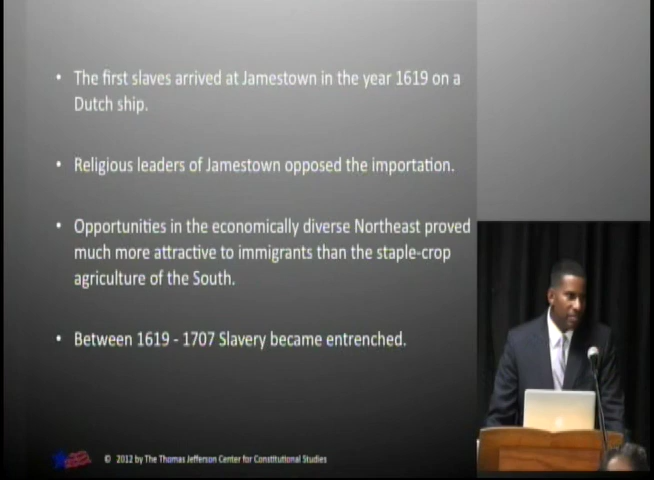 • The first slaves arrived at Jamestown in the year 1619 on a
Dutch ship.
• Religious leaders of Jamestown opposed the importation.
• Opportunities in the economically diverse Northeast proved
much more attractive to immigrants than the staple-crop
agriculture of the South.
• Between 1619 - 1707 Slavery became entrenched.
© 2012 by The Thomas Jefferson Center for Constitutional Studies